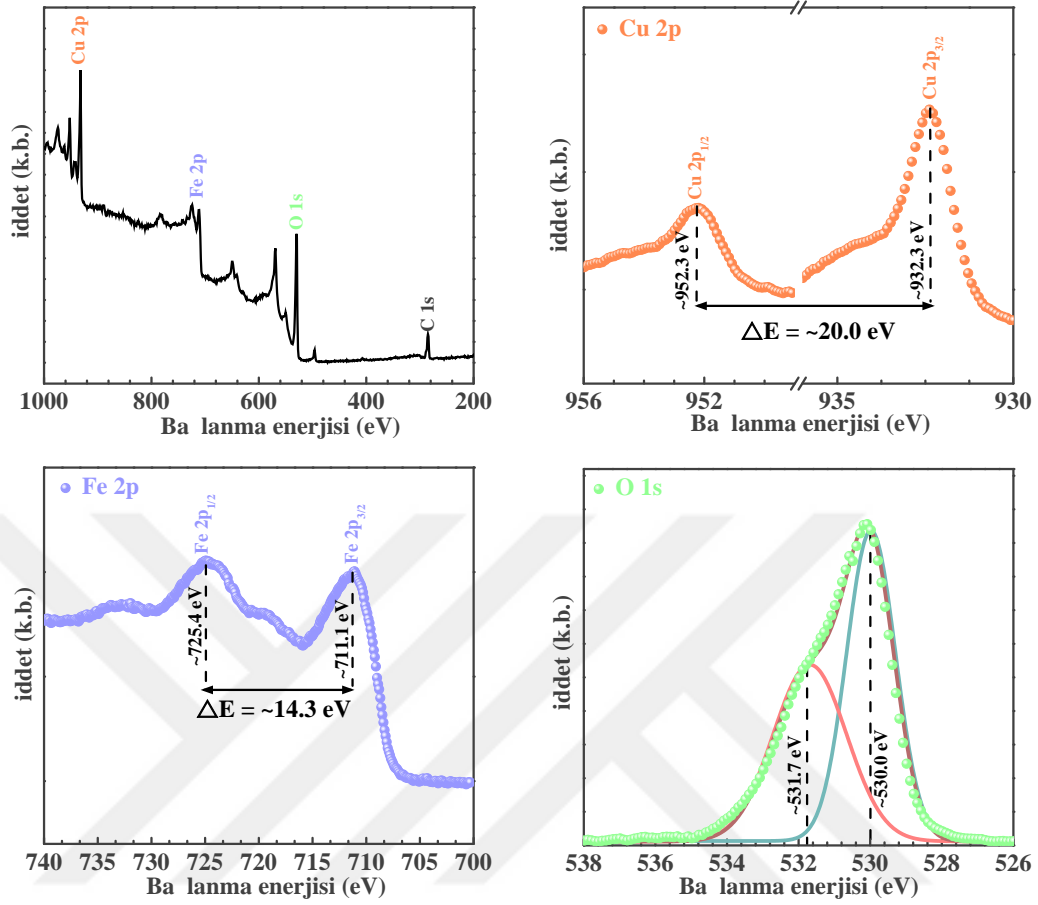 Cu 2p
Fe 2p
O 1s
C 1s
iddet (k.b.)
1000 800 600 400 200
Ba lanma enerjisi (eV)
Cu 2p
Cu 2p1/2
Cu 2p3/2
~952.3 eV
~932.3 eV
△E = ~20.0 eV
iddet (k.b.)
956 952 935 930
Ba lanma enerjisi (eV)
Fe 2p
Fe 2p1/2
Fe 2p3/2
~725.4 eV
~711.1 eV
△E = ~14.3 eV
iddet (k.b.)
740 730 720 710 700
Ba lanma enerjisi (eV)
O 1s
~531.7 eV
~530.0 eV
iddet (k.b.)
538 536 534 532 530 528 526
Ba lanma enerjisi (eV)